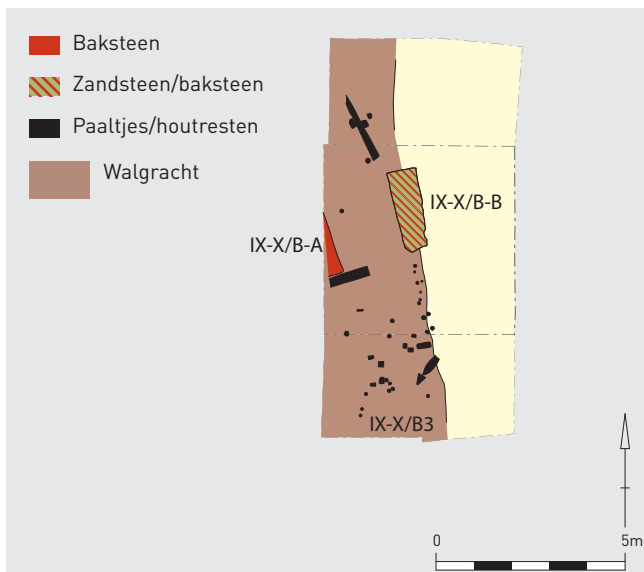 Baksteen
Zandsteen/baksteen
Paaltjes/houtresten
Walgracht
IX-X/B-B
IX-X/B-A
IX-X/B3
0 5m